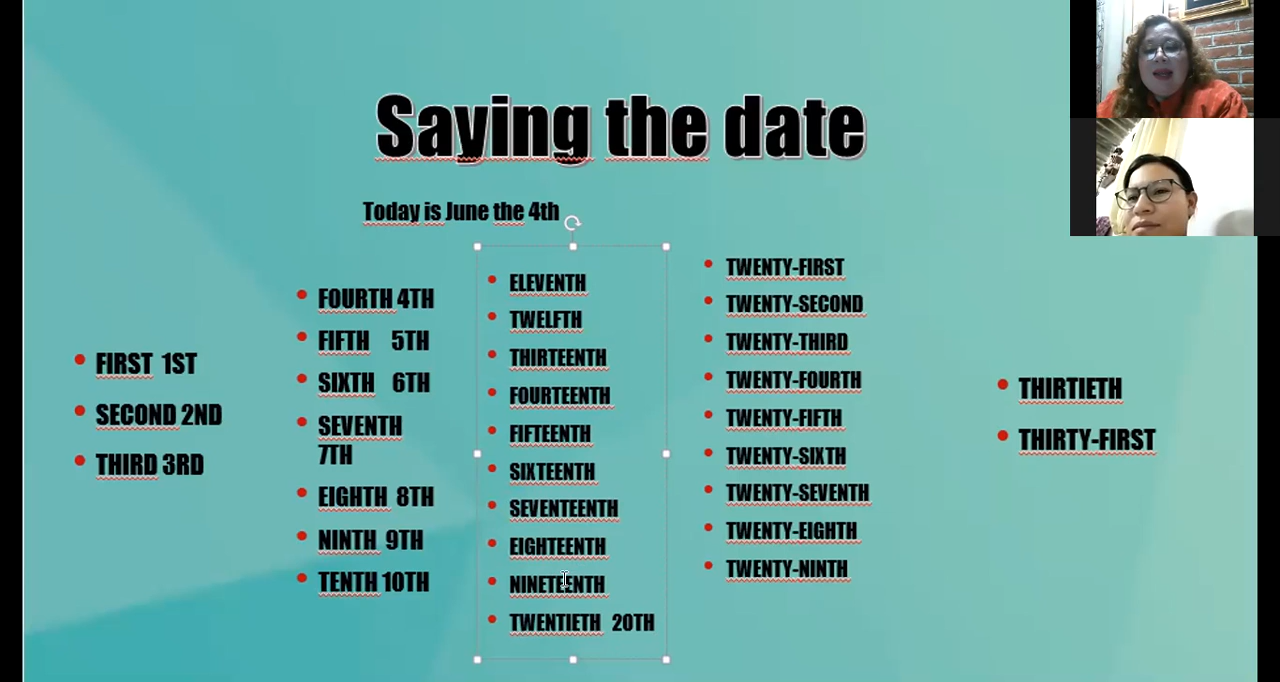 Saying the date
Today is June the 4th
FIRST 1ST
SECOND 2ND
THIRD 3RD
FOURTH 4TH
FIFTH 5TH
SIXTH 6TH
SEVENTH
7TH
EIGHTH 8TH
NINTH 9TH
TENTH 10TH
ELEVENTH
TWELFTH
THIRTEENTH
FOURTEENTH
FIFTEENTH
SIXTEENTH
SEVENTEENTH
EIGHTEENTH
NINETEENTH
TWENTIETH 20TH
TWENTY-FIRST
TWENTY-SECOND
TWENTY-THIRD
TWENTY-FOURTH
TWENTY-FIFTH
TWENTY-SIXTH
TWENTY-SEVENTH
TWENTY-EIGHTH
TWENTY-NINTH
THIRTIETH
THIRTY-FIRST